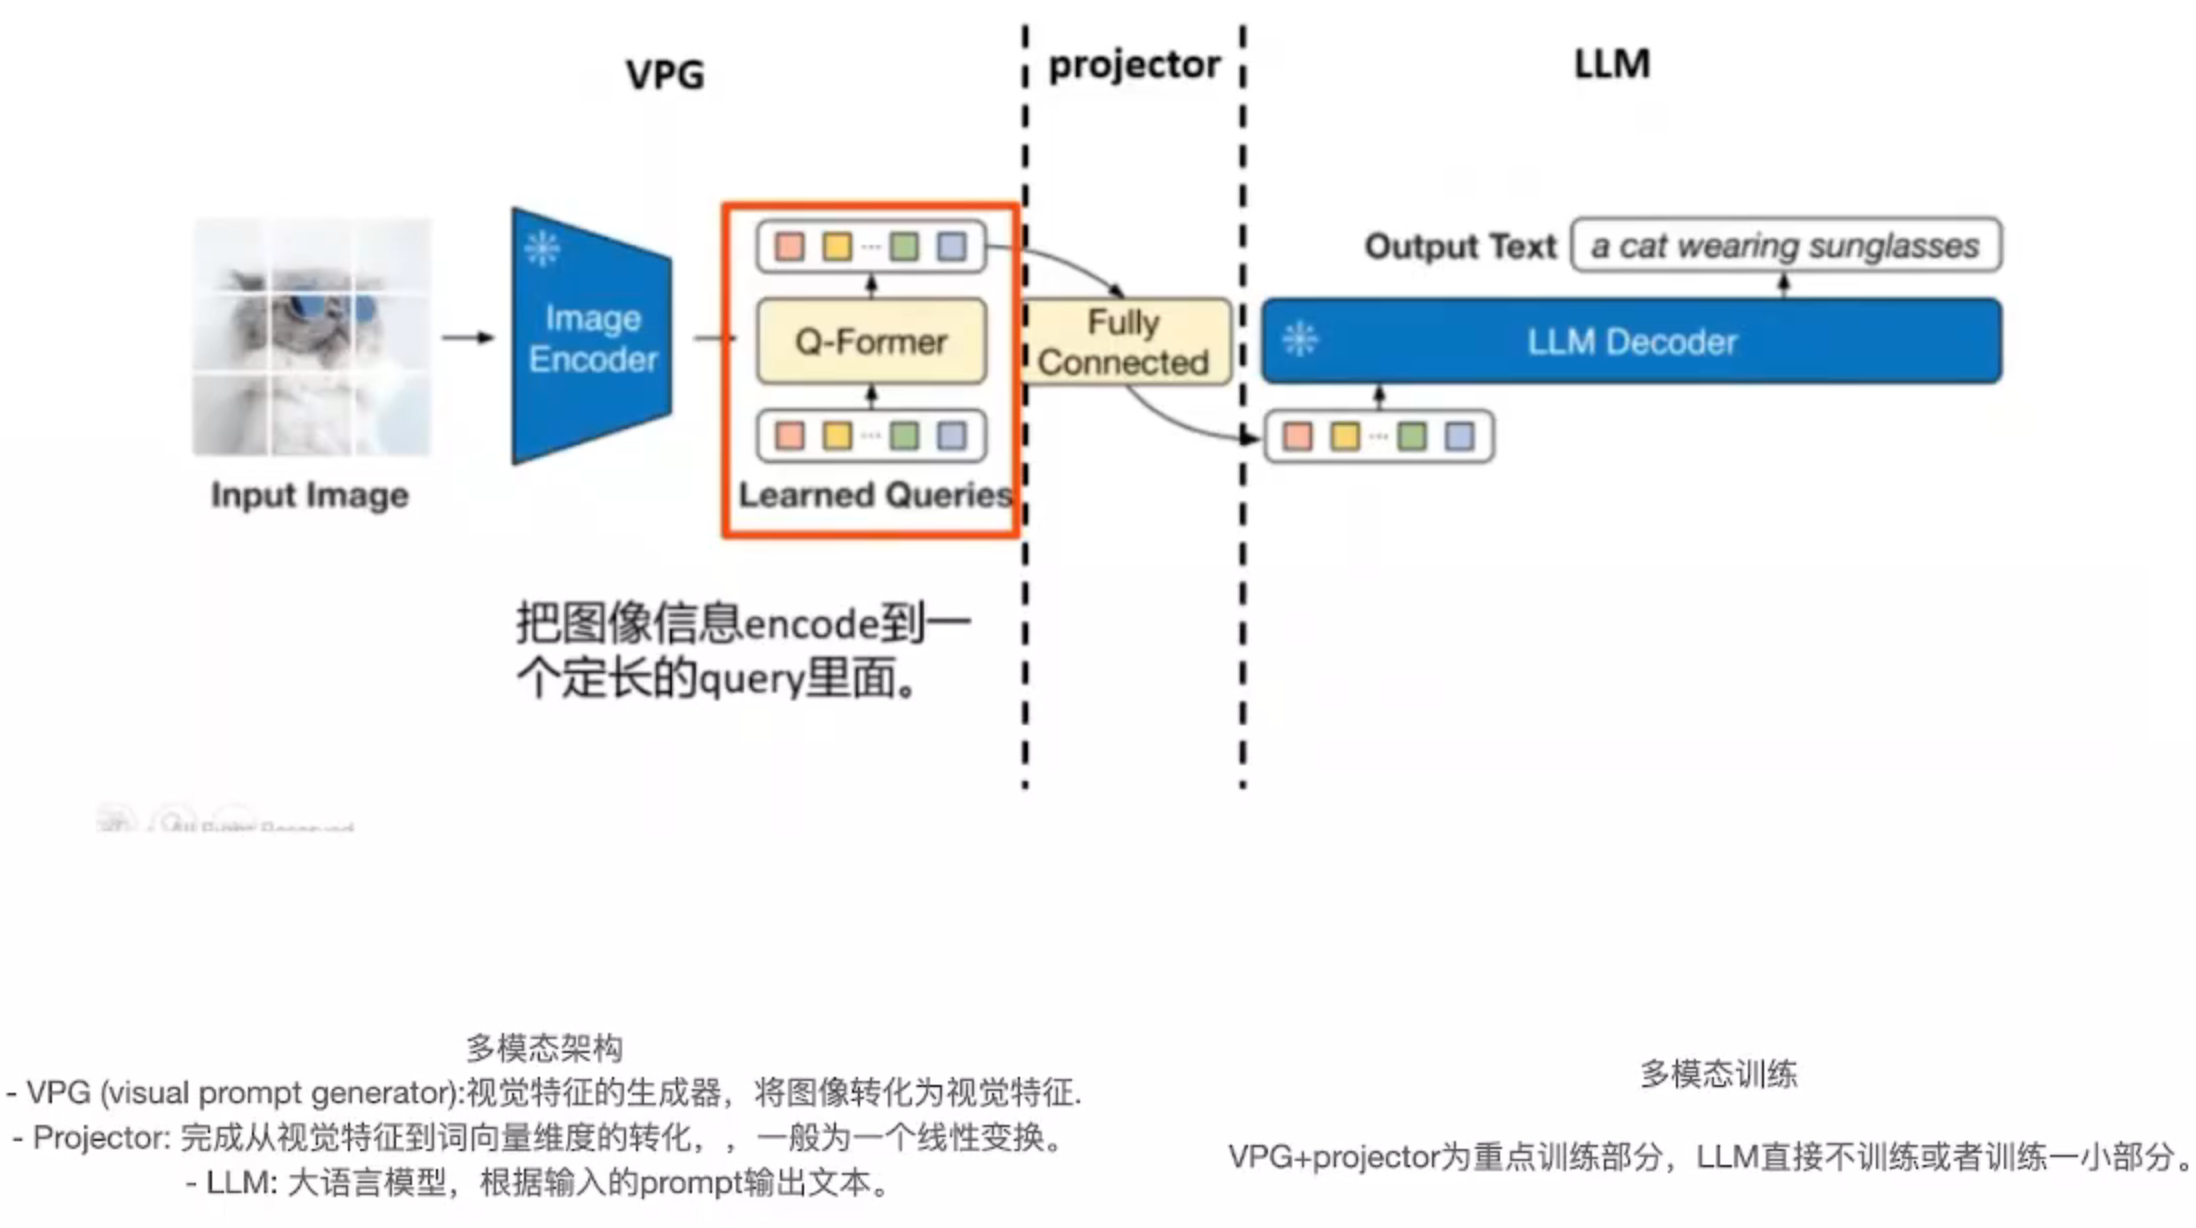 VPG
projector
LLM
Image
Encoder
Q-Former
Fully
Connected
Output Text
a cat wearing sunglasses
LLM Decoder
Input Image
Learned Queries
把图像信息encode到一
个定长的query里面。
All Right Reserved
多模态架构
- VPG (visual prompt generator):视觉特征的生成器，将图像转化为视觉特征.
- Projector: 完成从视觉特征到词向量维度的转化，，一般为一个线性变换。
- LLM: 大语言模型，根据输入的prompt输出文本。
多模态训练
VPG+projector为重点训练部分，LLM直接不训练或者训练一小部分。